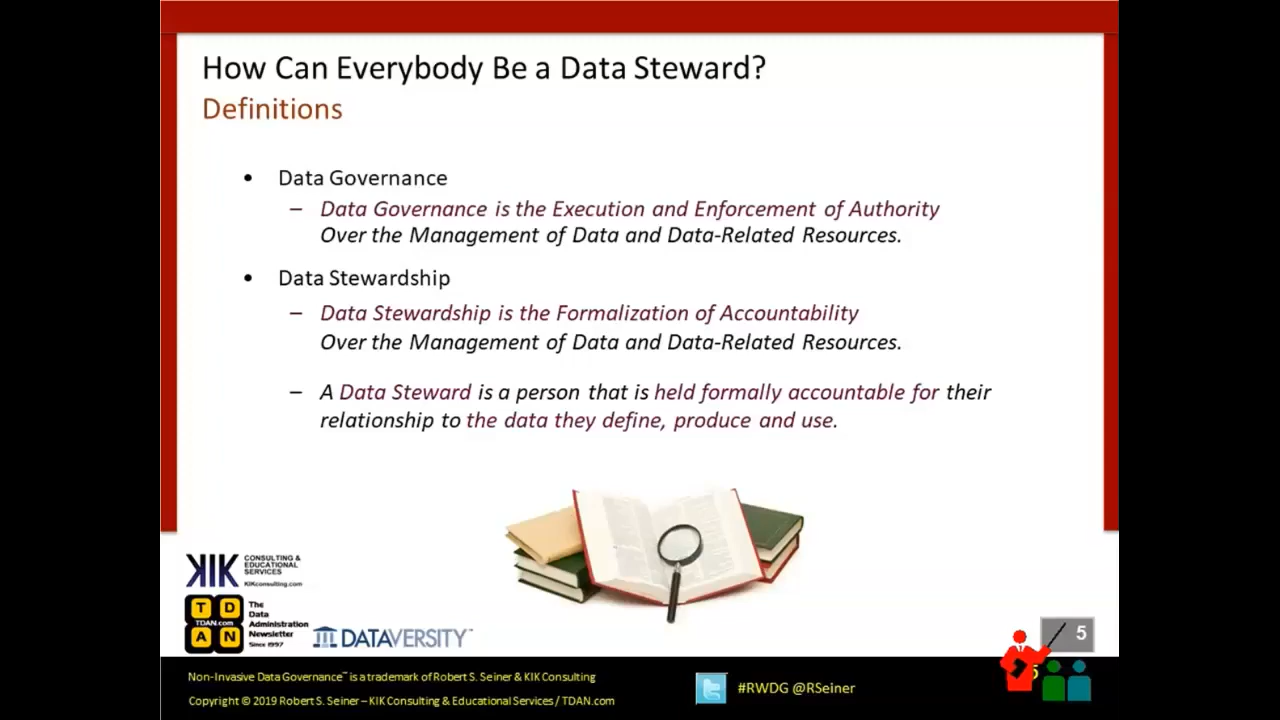 How Can Everybody Be a Data Steward?
Definitions
• Data Governance
– Data Governance is the Execution and Enforcement of Authority
Over the Management of Data and Data-Related Resources.
• Data Stewardship
– Data Stewardship is the Formalization of Accountability
Over the Management of Data and Data-Related Resources.
– A Data Steward is a person that is held formally accountable for their
relationship to the data they define, produce and use.
KIK
CONSULTING &
EDUCATIONAL
SERVICES
KIKconsulting.com
T D
TDAN.com
A N
The
Data
Administration
Newsletter
Since 1997
DATAVERSITY™
5
Non-Invasive Data Governance™ is a trademark of Robert S. Seiner & KIK Consulting
Copyright © 2019 Robert S. Seiner – KIK Consulting & Educational Services / TDAN.com
#RWDG @RSeiner